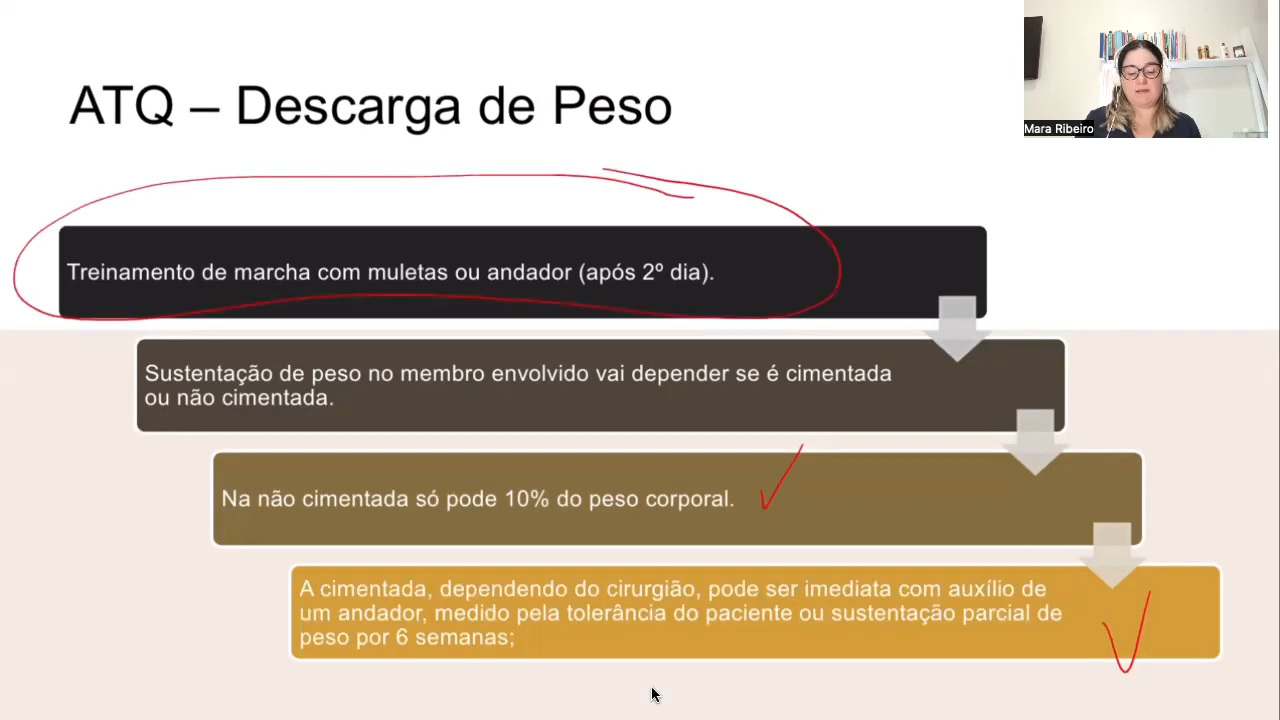 ATQ – Descarga de Peso
Mara Ribeiro
Treinamento de marcha com muletas ou andador (após 2º dia).
Sustentação de peso no membro envolvido vai depender se é cimentada
ou não cimentada.
Na não cimentada só pode 10% do peso corporal.
A cimentada, dependendo do cirurgião, pode ser imediata com auxílio de
um andador, medido pela tolerância do paciente ou sustentação parcial de
peso por 6 semanas;